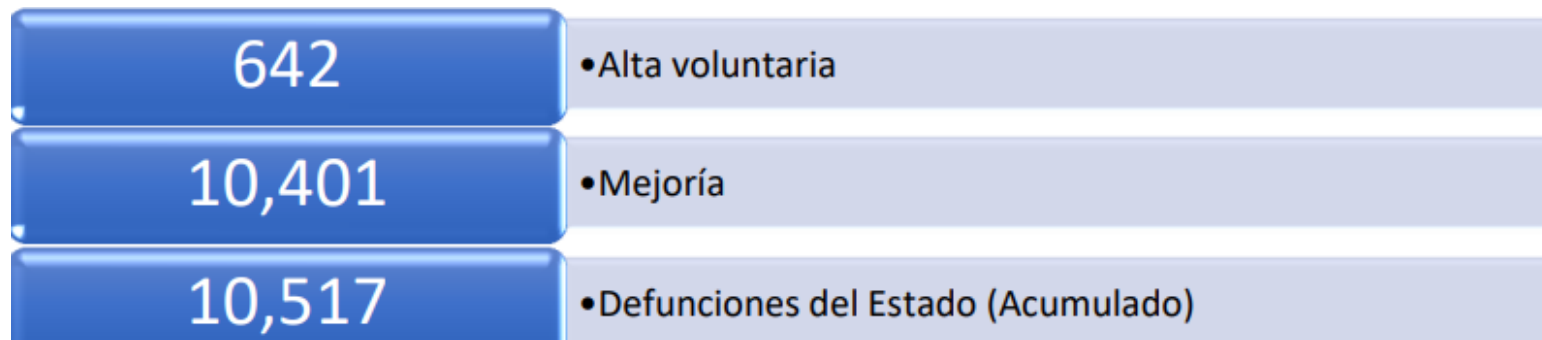 642
•Alta voluntaria
10,401
•Mejoría
10,517
•Defunciones del Estado (Acumulado)